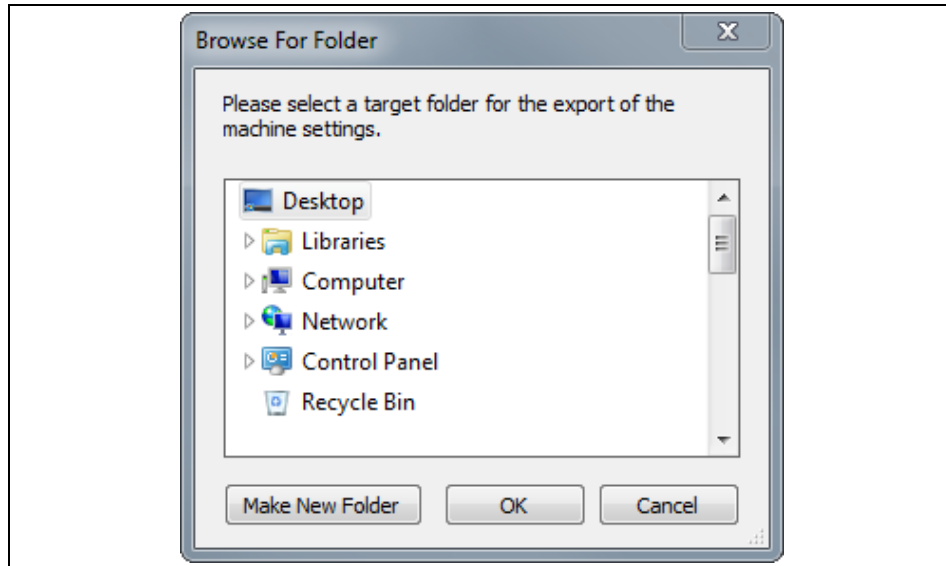 Browse For Folder
Please select a target folder for the export of the
machine settings.
Desktop
Libraries
Computer
Network
Control Panel
Recycle Bin
Make New Folder OK Cancel